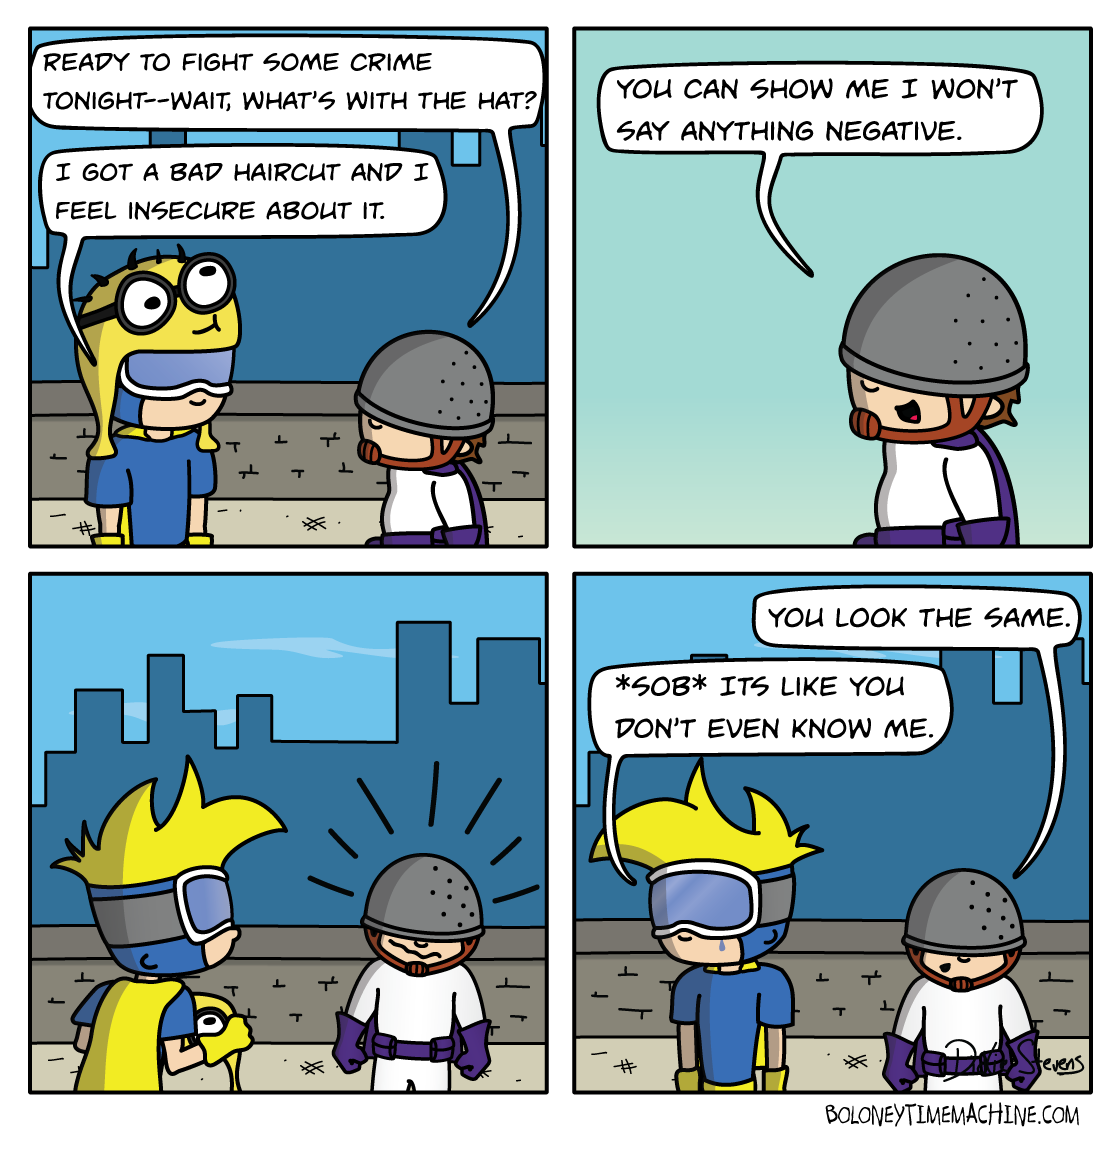 READY TO FIGHT SOME CRIME
TONIGHT--WAIT, WHAT'S WITH THE HAT?
I GOT A BAD HAIRCUT AND I
FEEL INSECURE ABOUT IT.
YOU CAN SHOW ME I WON'T
SAY ANYTHING NEGATIVE.
YOU LOOK THE SAME.
*SOB* ITS LIKE YOU
DON'T EVEN KNOW ME.
Stevens
BOLONEYTIMEMACHINE.COM